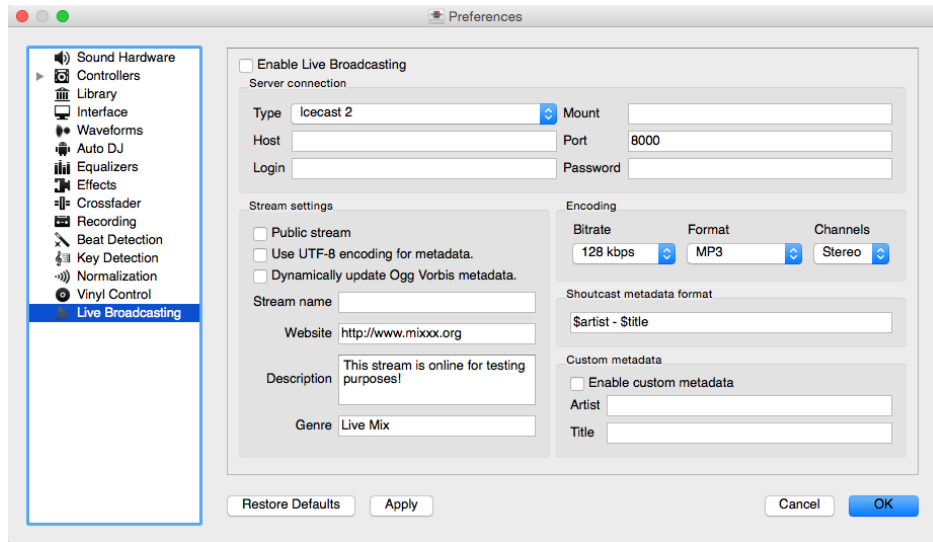 Preferences
Sound Hardware
Controllers
Library
Interface
Waveforms
Auto DJ
Equalizers
Effects
Crossfader
Recording
Beat Detection
Key Detection
Normalization
Vinyl Control
Live Broadcasting
Enable Live Broadcasting
Server connection
Type Icecast 2 Mount
Host Port 8000
Login Password
Stream settings
Public stream
Use UTF-8 encoding for metadata.
Dynamically update Ogg Vorbis metadata.
Stream name
Website http://www.mixxx.org
Description This stream is online for testing
purposes!
Genre Live Mix
Encoding
Bitrate Format Channels
128 kbps MP3 Stereo
Shoutcast metadata format
$artist - $title
Custom metadata
Enable custom metadata
Artist
Title
Restore Defaults Apply Cancel OK